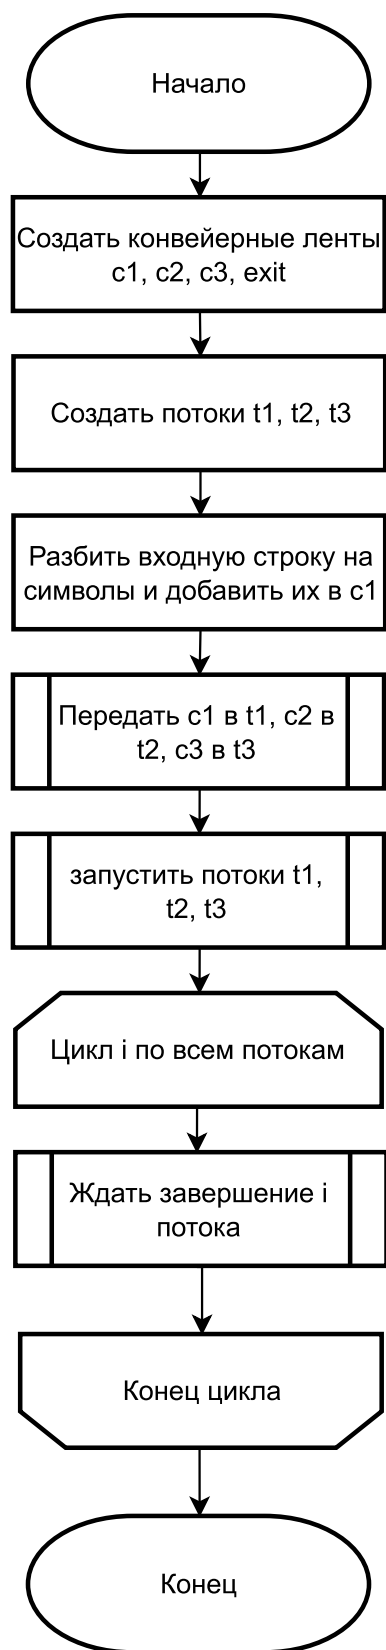 Начало
Создать конвейерные ленты
c1, c2, c3, exit
Создать потоки t1, t2, t3
Разбить входную строку на
символы и добавить их в c1
Передать c1 в t1, c2 в
t2, c3 в t3
запустить потоки t1,
t2, t3
Цикл i по всем потокам
Ждать завершение i
потока
Конец цикла
Конец